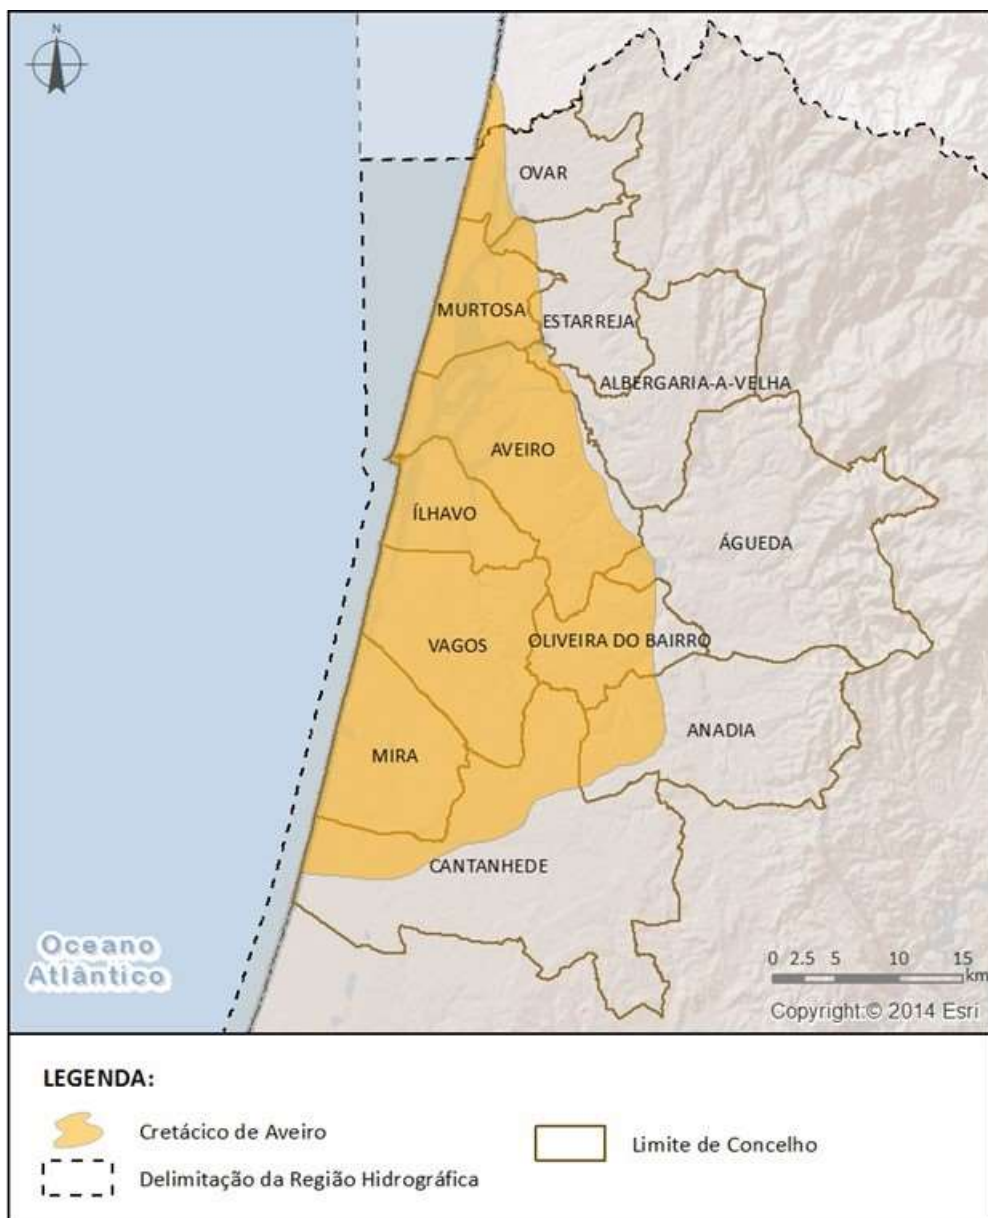 N
OVAR
MURTOSA
ESTARREJA
ALBERGARIA-A-VELHA
AVEIRO
ÍLHAVO
ÁGUEDA
VAGOS
OLIVEIRA DO BAIRRO
MIRA
ANADIA
CANTANHEDE
Oceano
Atlântico
0 2.5 5 10 15
km
Copyright:© 2014 Esri
LEGENDA:
Cretácico de Aveiro
Limite de Concelho
Delimitação da Região Hidrográfica